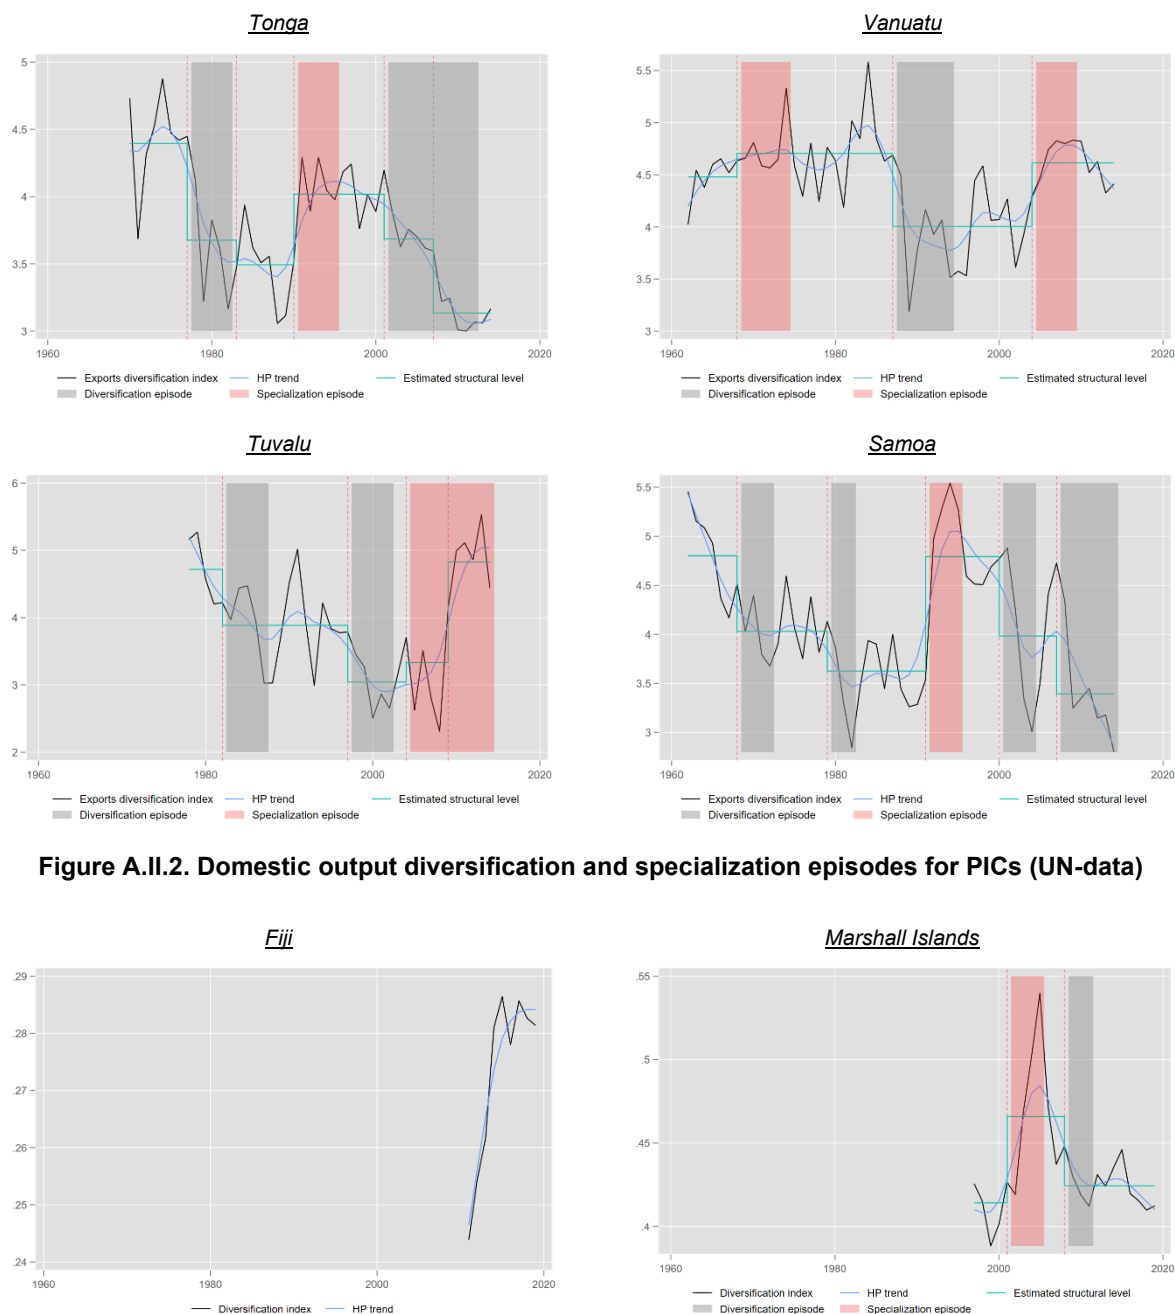 Tonga
Vanuatu
5
4.5
4
3.5
3
1960
1980
2000
2020
Exports diversification index
HP trend
Estimated structural level
Diversification episode
Specialization episode
5.5
5
4.5
4
3.5
3
1960
1980
2000
2020
Exports diversification index
HP trend
Estimated structural level
Diversification episode
Specialization episode
Tuvalu
Samoa
6
5
4
3
2
1960
1980
2000
2020
Exports diversification index
HP trend
Estimated structural level
Diversification episode
Specialization episode
5.5
5
4.5
4
3.5
3
1960
1980
2000
2020
Exports diversification index
HP trend
Estimated structural level
Diversification episode
Specialization episode
Figure A.II.2. Domestic output diversification and specialization episodes for PICs (UN-data)
Fiji
Marshall Islands
.29
.28
.27
.26
.25
.24
1960
1980
2000
2020
Diversification index
HP trend
.55
.5
.45
.4
1960
1980
2000
2020
Diversification index
HP trend
Estimated structural level
Diversification episode
Specialization episode